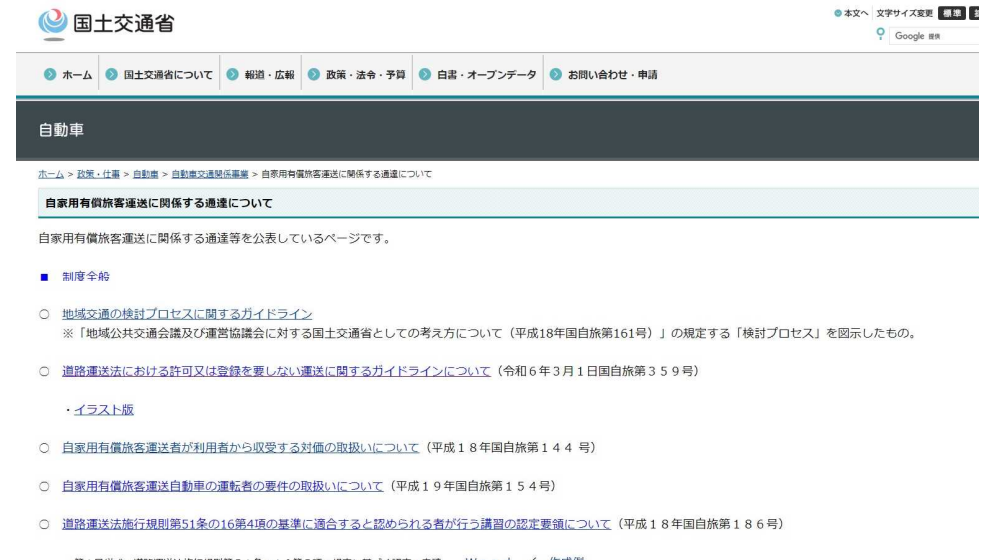 国土交通省
本文へ 文字サイズ変更 標準
Google 提供
ホーム 国土交通省について 報道・広報 政策・法令・予算 白書・オープンデータ お問い合わせ・申請
自動車
ホーム > 政策・仕事 > 自動車 > 自動車交通関係事業 > 自家用有償旅客運送に関係する通達について
自家用有償旅客運送に関係する通達について
自家用有償旅客運送に関係する通達等を公表しているページです。
■ 制度全般
○ 地域交通の検討プロセスに関するガイドライン
※「地域公共交通会議及び運営協議会に対する国土交通省としての考え方について（平成18年国自旅第161号）」の規定する「検討プロセス」を図示したもの。
○ 道路運送法における許可又は登録を要しない運送に関するガイドラインについて（令和６年３月１日国自旅第３５９号）
・イラスト版
○ 自家用有償旅客運送者が利用者から収受する対価の取扱いについて（平成１８年国自旅第１４４ 号）
○ 自家用有償旅客運送自動車の運転者の要件の取扱いについて（平成１９年国自旅第１５４号）
○ 道路運送法施行規則第51条の16第4項の基準に適合すると認められる者が行う講習の認定要領について（平成１８年国自旅第１８６号）